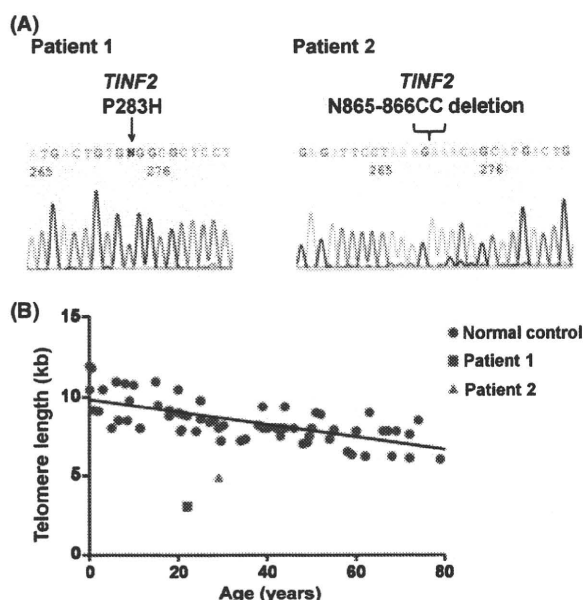 (A)
Patient 1
Patient 2
TINF2
P283H
TINF2
N865-866CC deletion
265
276
265
276
(B)
15
10
5
0
Telomere length (kb)
0
20
40
60
80
Age (years)
Normal control
Patient 1
Patient 2